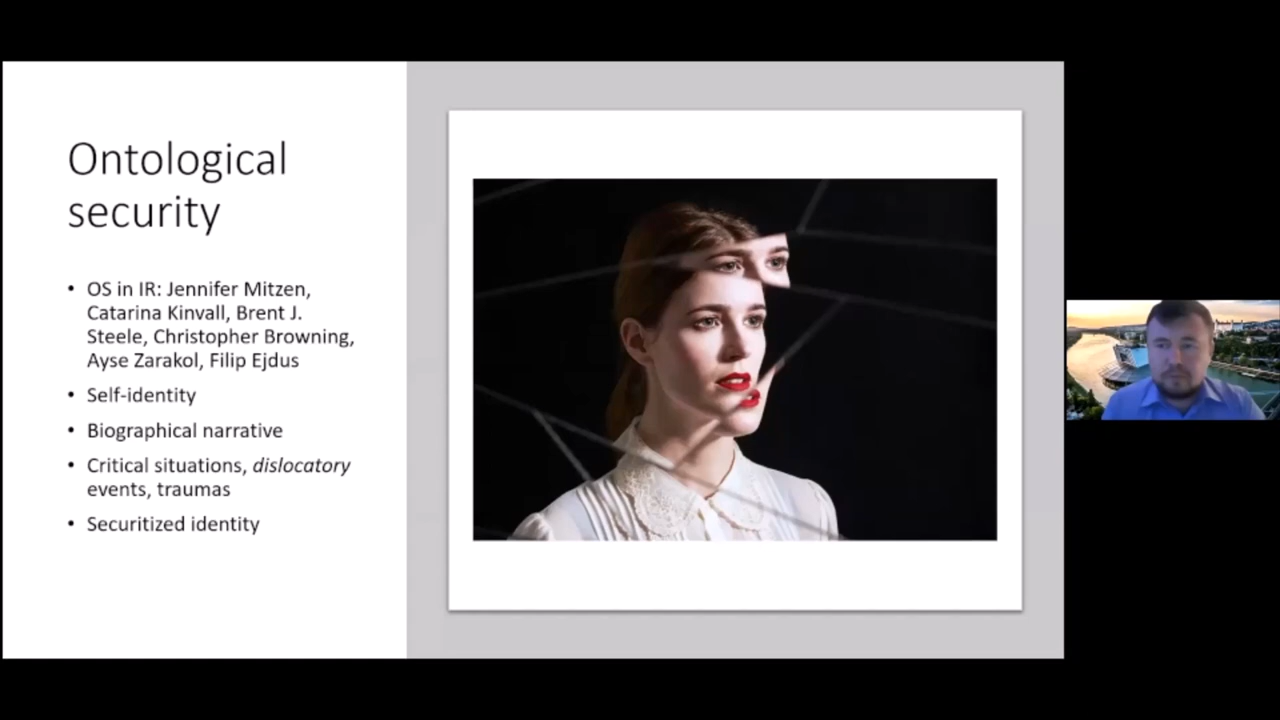 Ontological
security
• OS in IR: Jennifer Mitzen,
Catarina Kinvall, Brent J.
Steele, Christopher Browning,
Ayse Zarakol, Filip Ejdus
• Self-identity
• Biographical narrative
• Critical situations, dislocatory
events, traumas
• Securitized identity